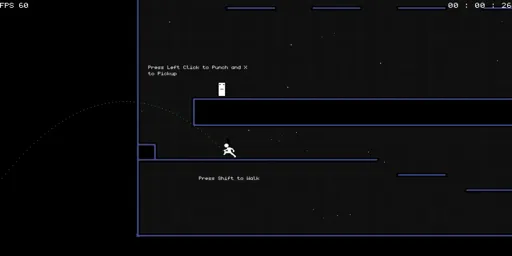 FPS 60
00 : 00 : 26
Press Left Click to Punch and X
to Pickup
Press Shift to Walk